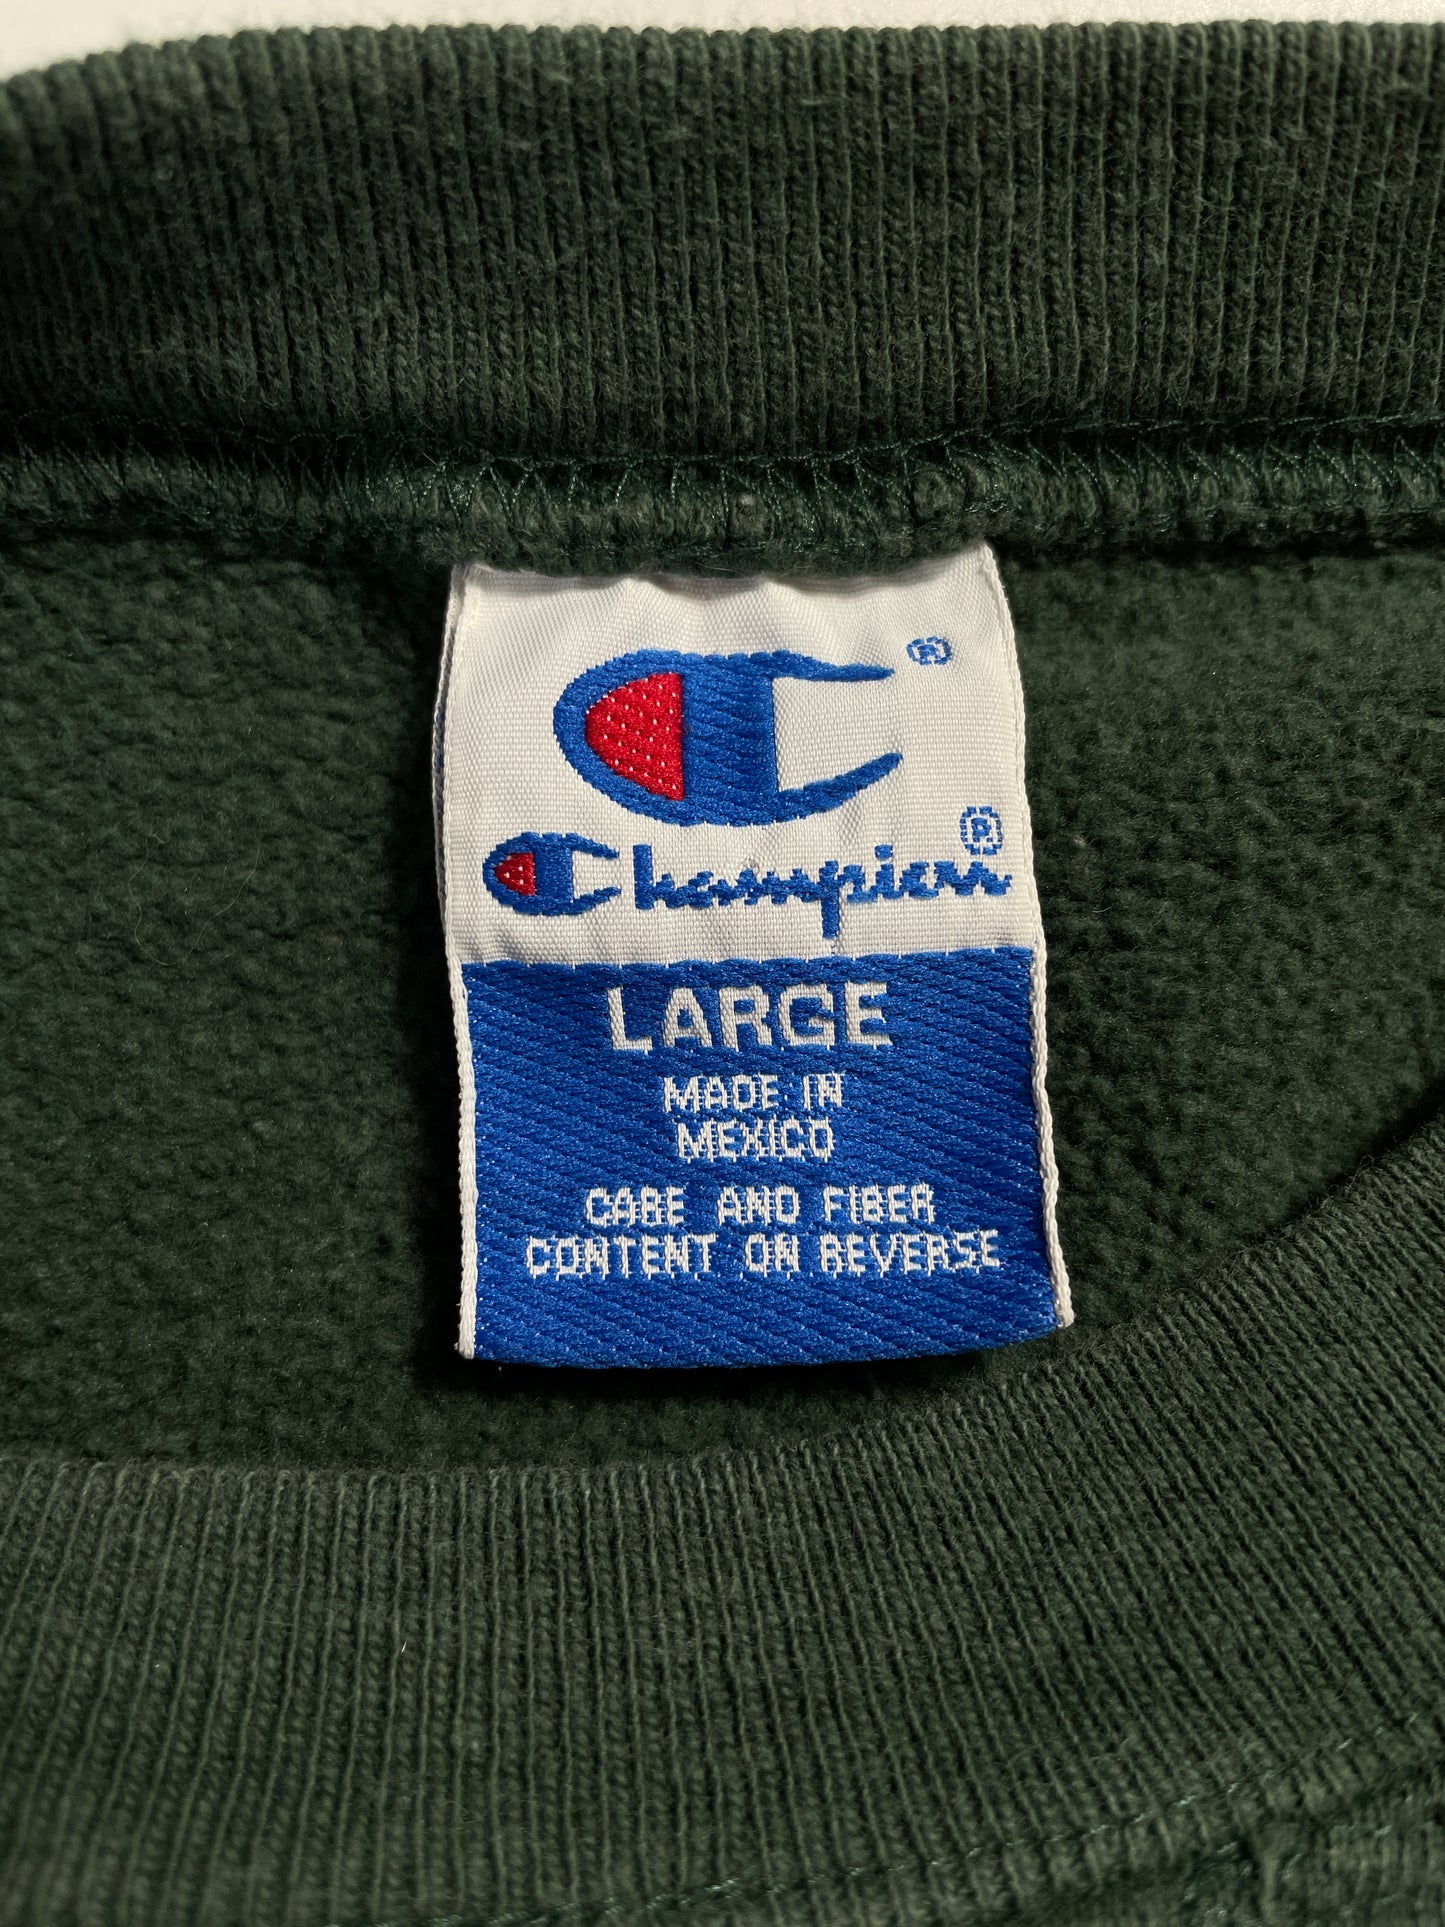 ®
Champion®
LARGE
MADE IN
MEXICO
CARE AND FIBER
CONTENT ON REVERSE